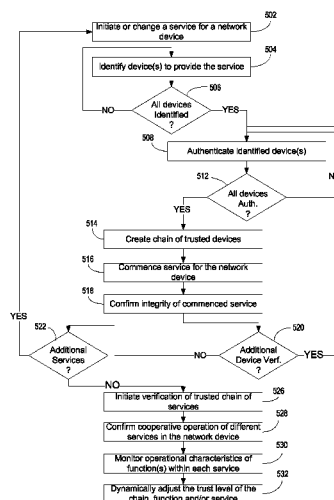 Initiate or change a service for a network
device
502
504
Identify device(s) to provide the service
506
All devices
Identified
?
NO
YES
508
Authenticate identified device(s)
512
All devices
Auth.
?
N
YES
514
Create chain of trusted devices
516
Commence service for the network
device
518
Confirm integrity of commenced service
YES
522
Additional
Services
?
NO
520
Additional
Device Verf.
?
YES
NO
526
Initiate verification of trusted chain of
services
528
Confirm cooperative operation of different
services in the network device
530
Monitor operational characteristics of
function(s) within each service
532
Dynamically adjust the trust level of the
chain, function and/or service